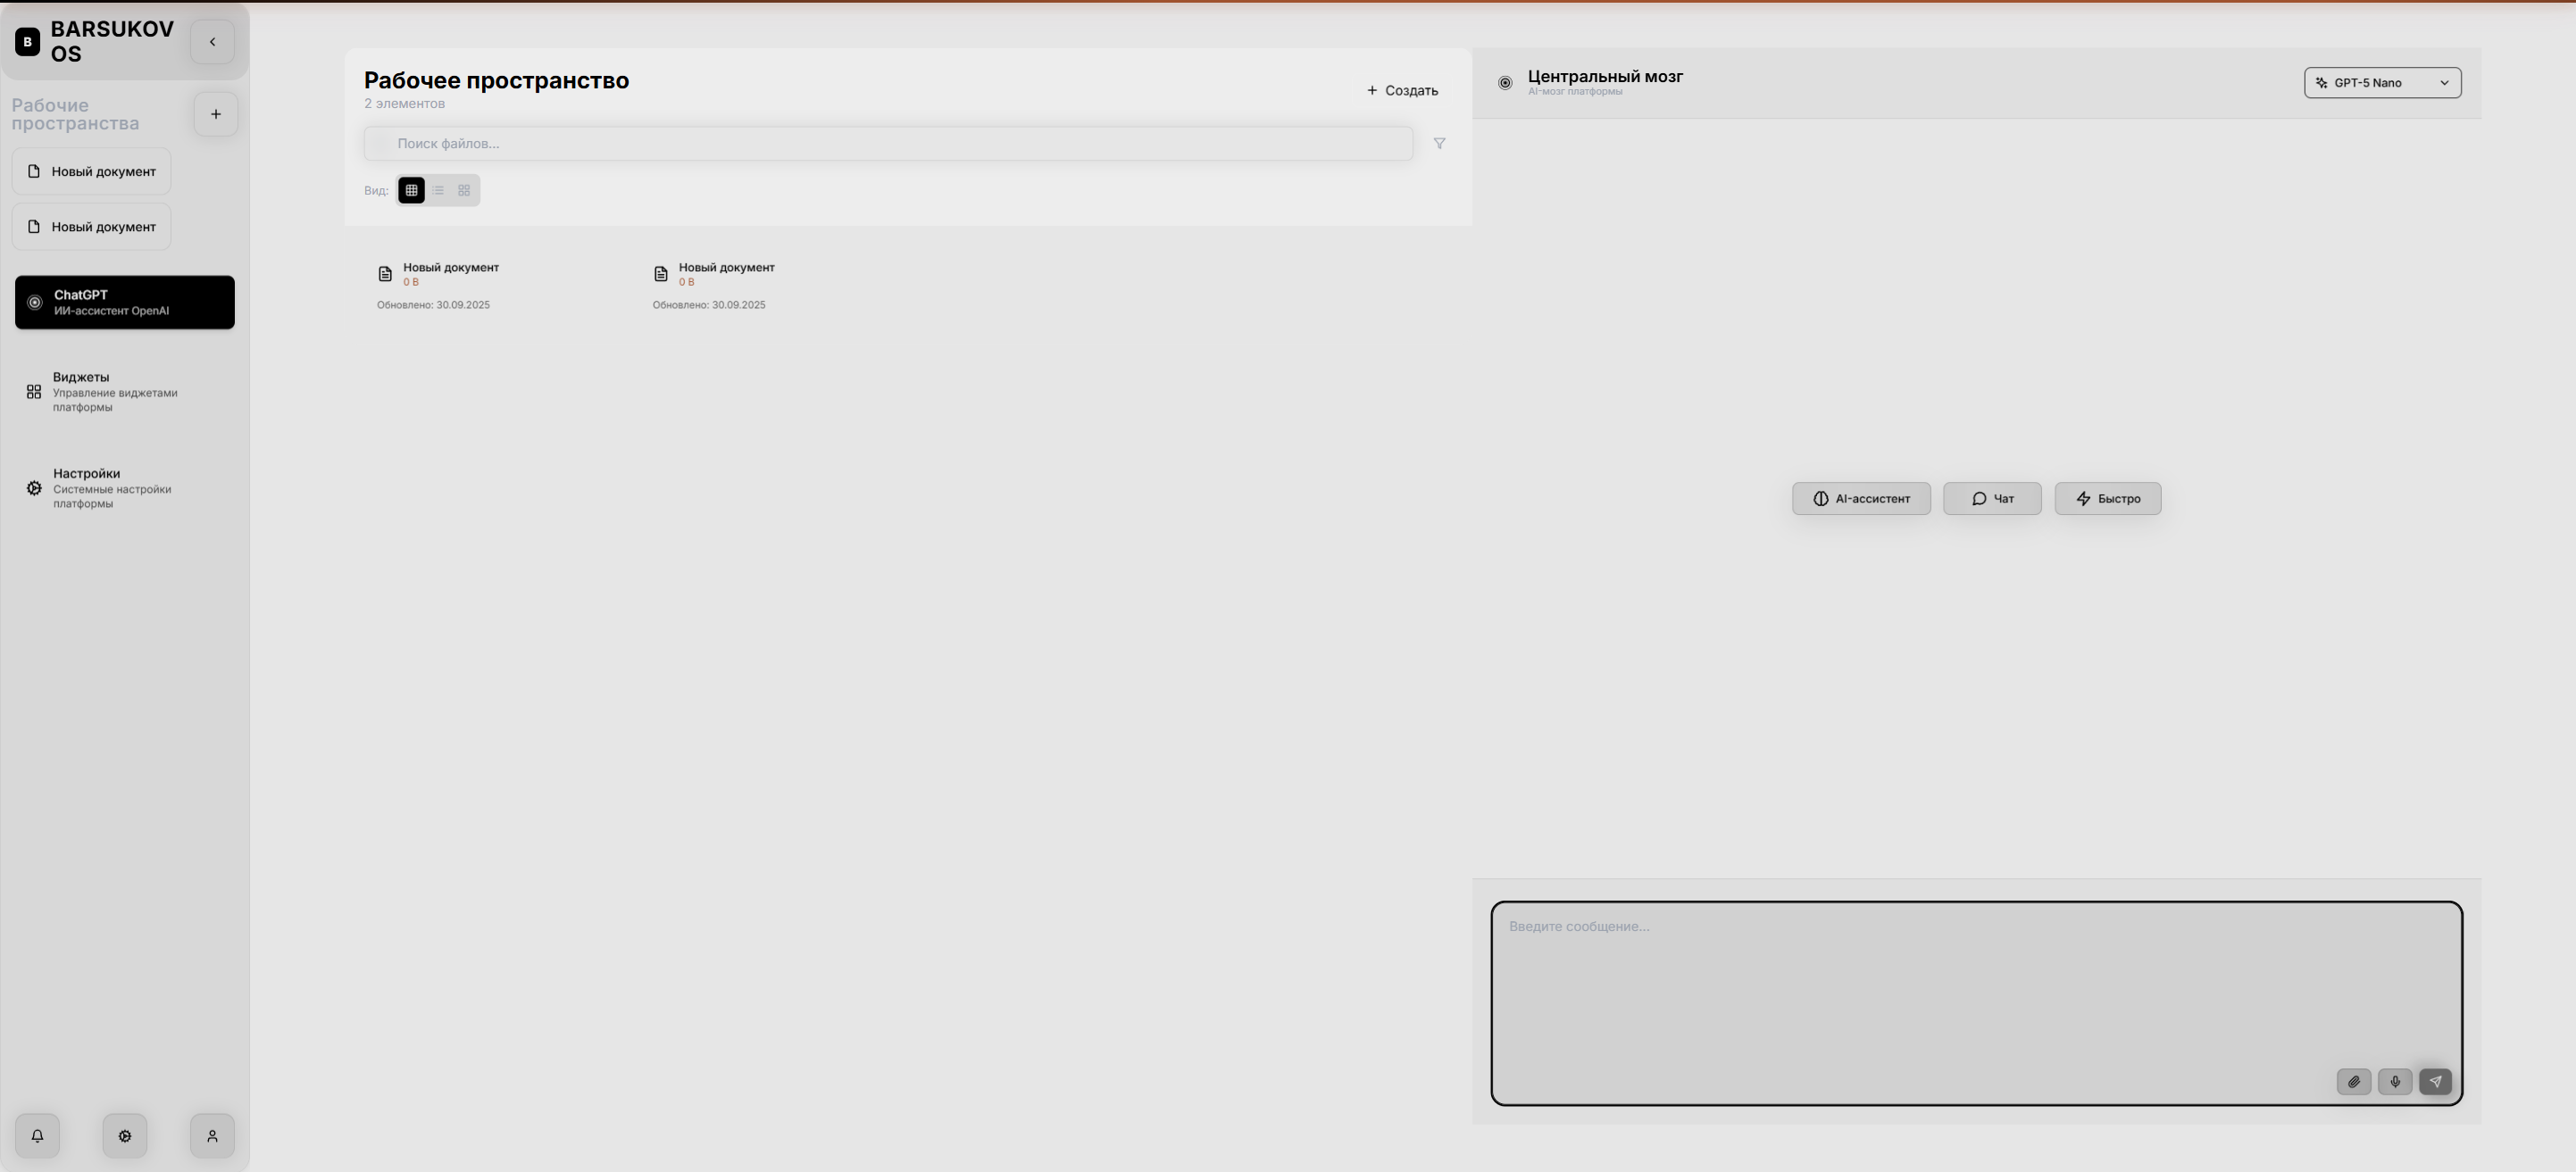 B
BARSUKOV
OS
Рабочие
пространства
Новый документ
Новый документ
ChatGPT
ИИ-ассистент OpenAI
Виджеты
Управление виджетами
платформы
Настройки
Системные настройки
платформы
Рабочее пространство
2 элементов
Создать
Поиск файлов...
Вид:
Новый документ
0 B
Обновлено: 30.09.2025
Новый документ
0 B
Обновлено: 30.09.2025
Центральный мозг
AI-мозг платформы
GPT-5 Nano
AI-ассистент
Чат
Быстро
Введите сообщение...